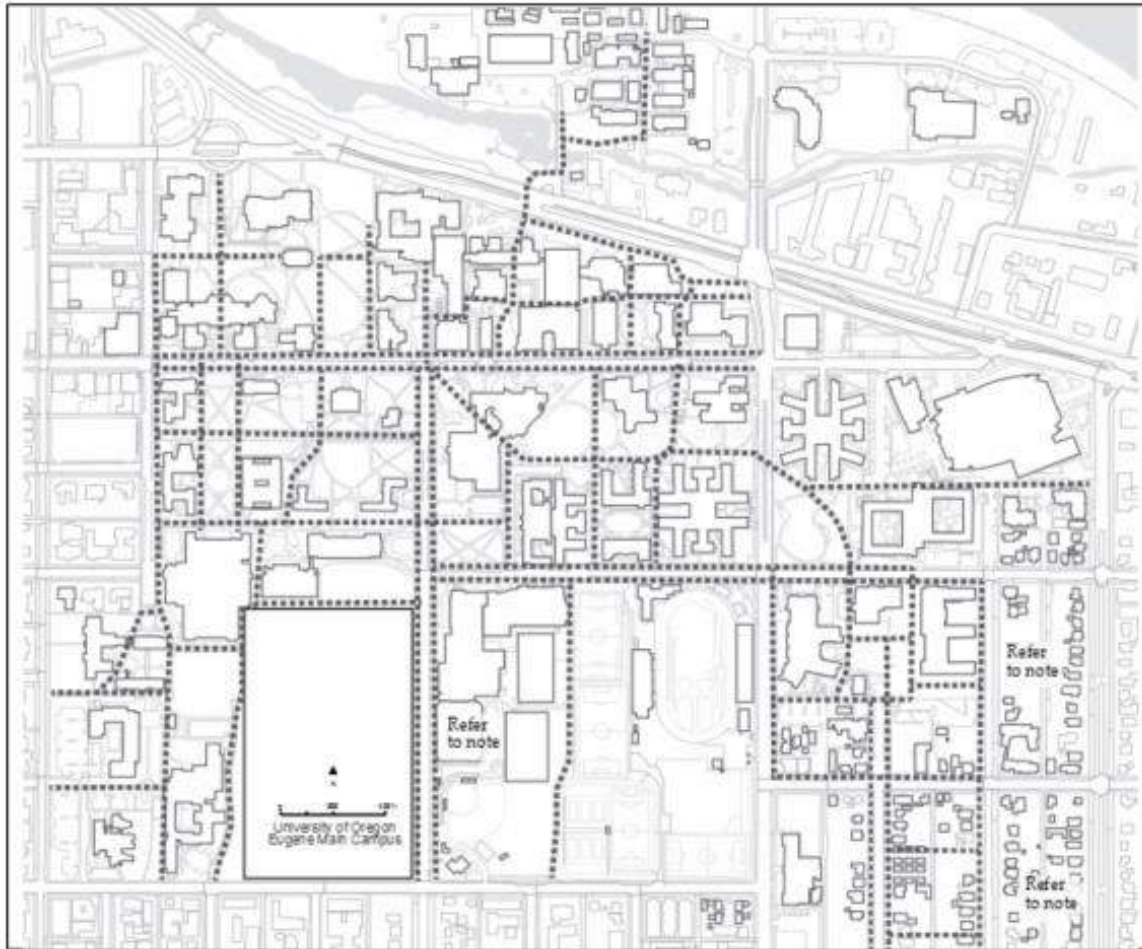 Refer
to note
Refer
to note
University of Oregon
Eugene Main Campus
Refer
to note